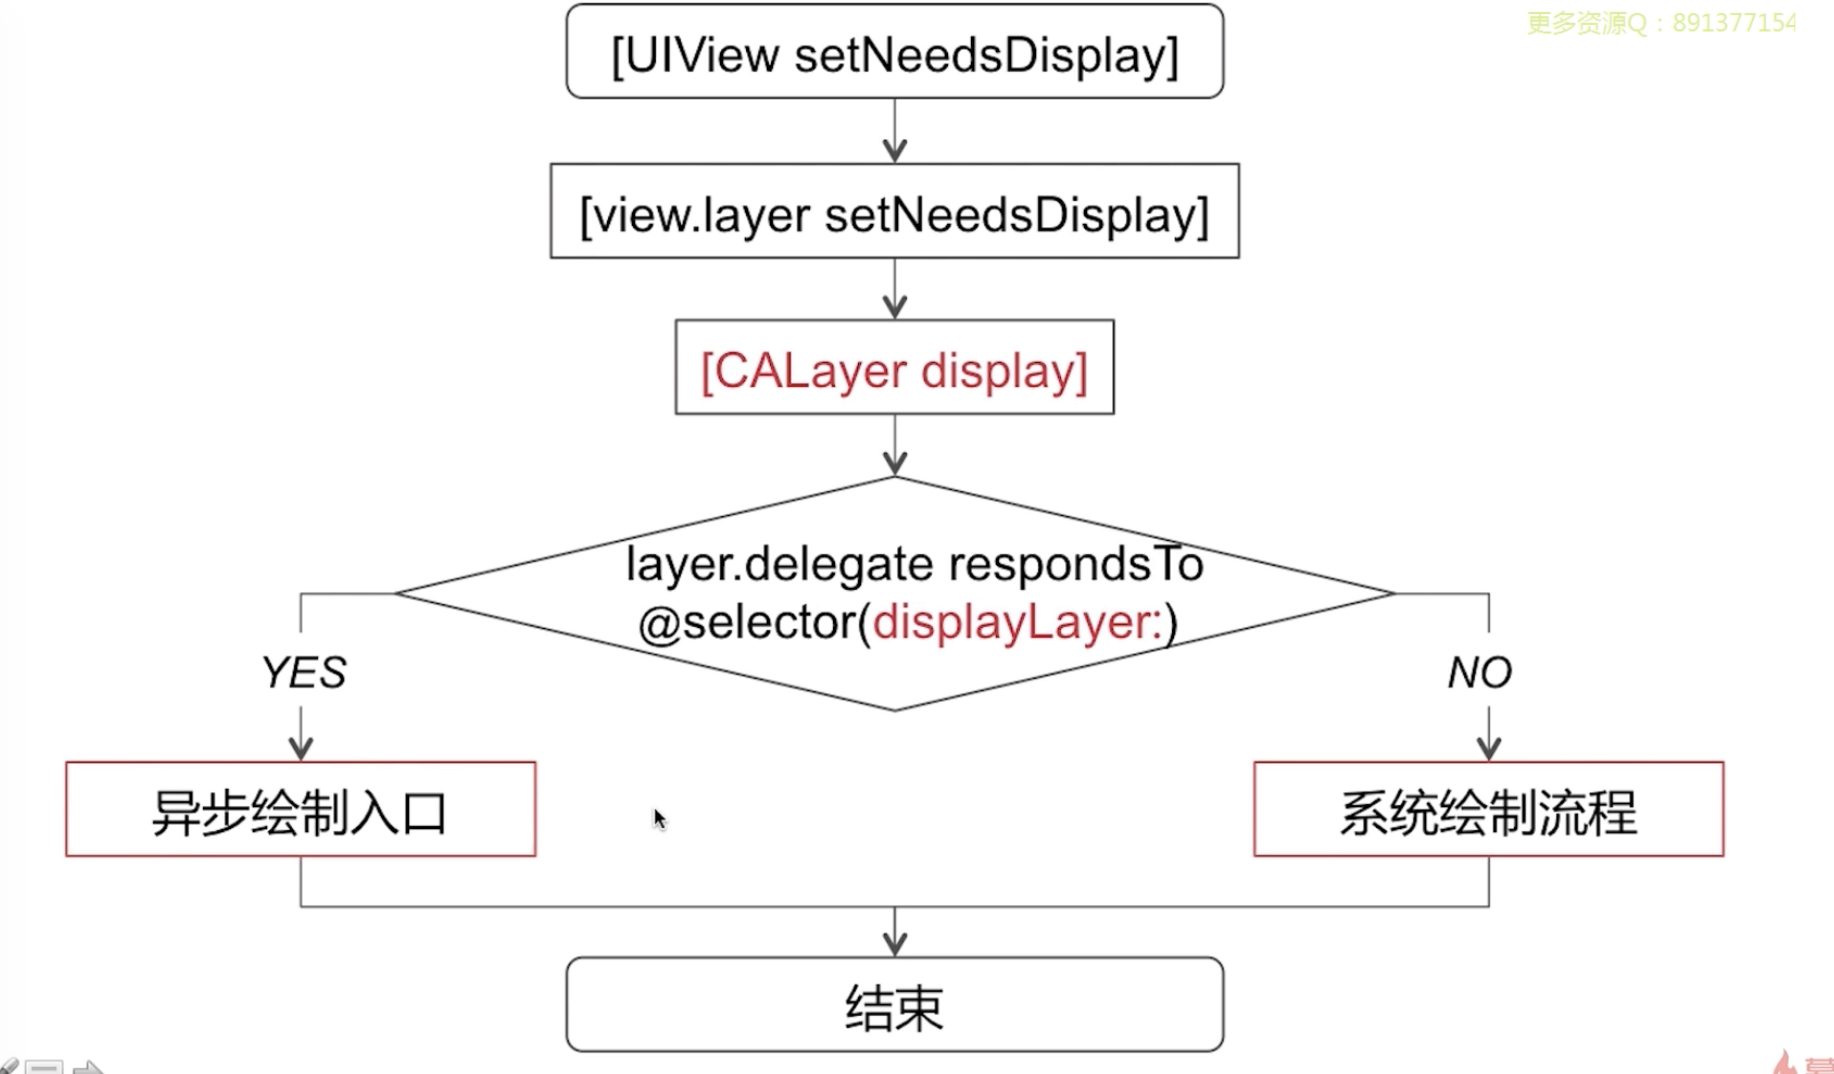 更多资源Q：891377154
[UIView setNeedsDisplay]
[view.layer setNeedsDisplay]
[CALayer display]
layer.delegate respondsTo
@selector(displayLayer:)
YES
NO
异步绘制入口
系统绘制流程
结束